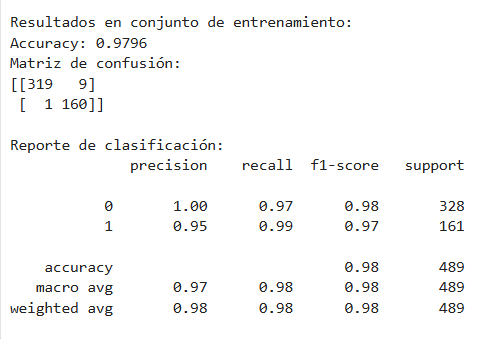 Resultados en conjunto de entrenamiento:
Accuracy: 0.9796
Matriz de confusión:
[[319   9]
 [  1 160]]
Reporte de clasificación:
              precision    recall  f1-score   support
           0       1.00      0.97      0.98       328
           1       0.95      0.99      0.97       161
    accuracy                           0.98       489
   macro avg       0.97      0.98      0.98       489
weighted avg       0.98      0.98      0.98       489